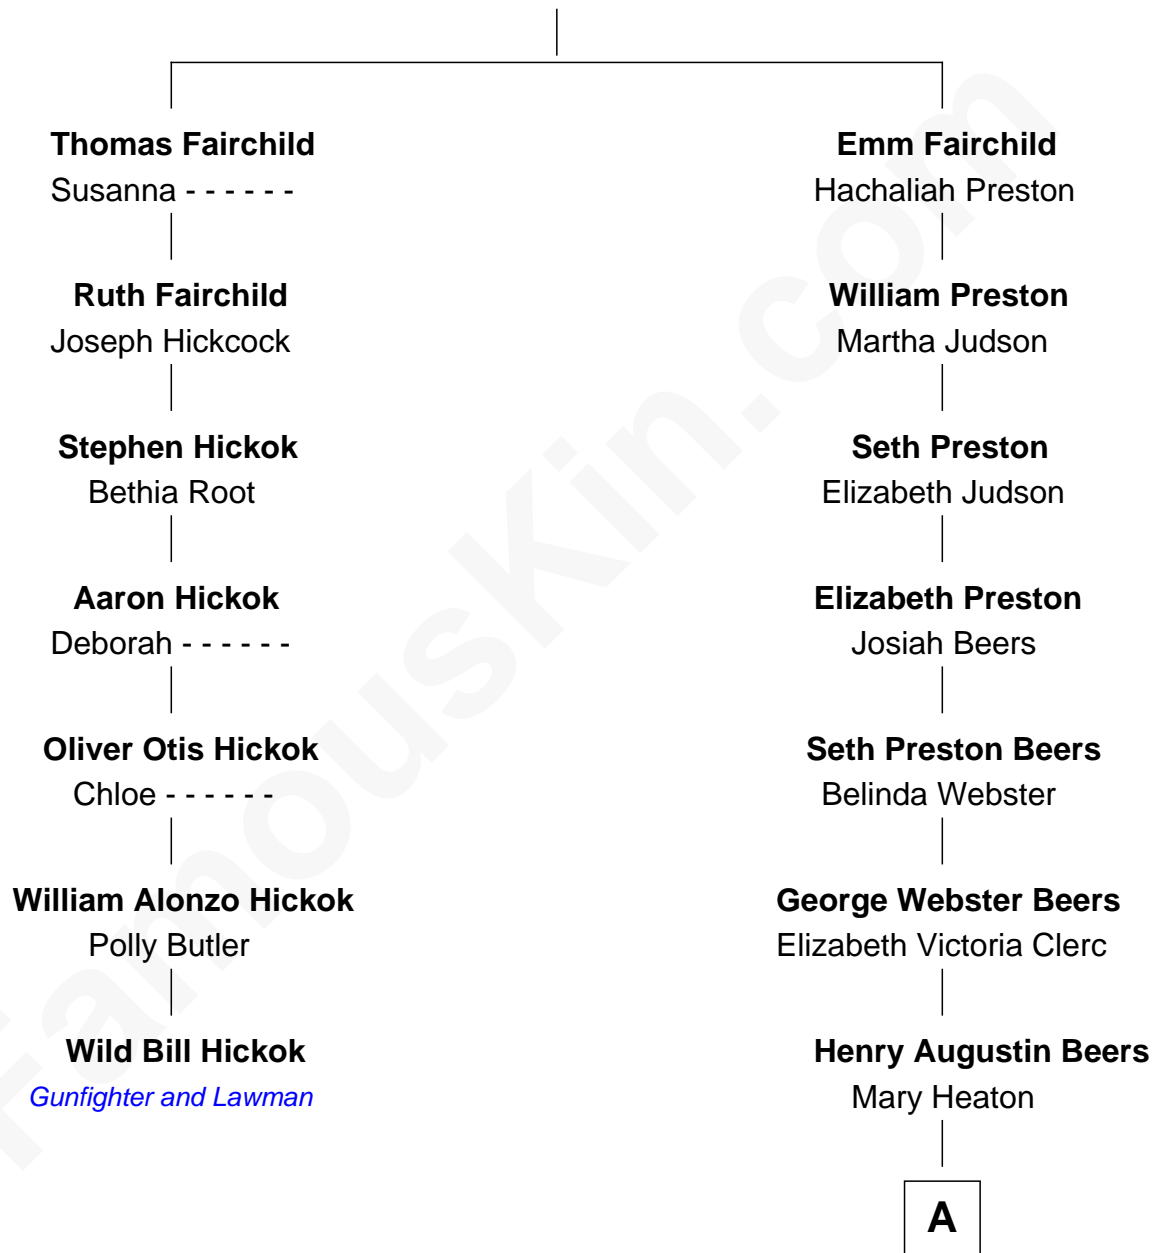 Thomas Fairchild
Susanna - - - - - -
Ruth Fairchild
Joseph Hickcock
Stephen Hickok
Bethia Root
Aaron Hickok
Deborah - - - - - -
Oliver Otis Hickok
Chloe - - - - - -
William Alonzo Hickok
Polly Butler
Wild Bill Hickok
Gunfighter and Lawman
Emm Fairchild
Hachaliah Preston
William Preston
Martha Judson
Seth Preston
Elizabeth Judson
Elizabeth Preston
Josiah Beers
Seth Preston Beers
Belinda Webster
George Webster Beers
Elizabeth Victoria Clerc
Henry Augustin Beers
Mary Heaton
A
FamousKin.com